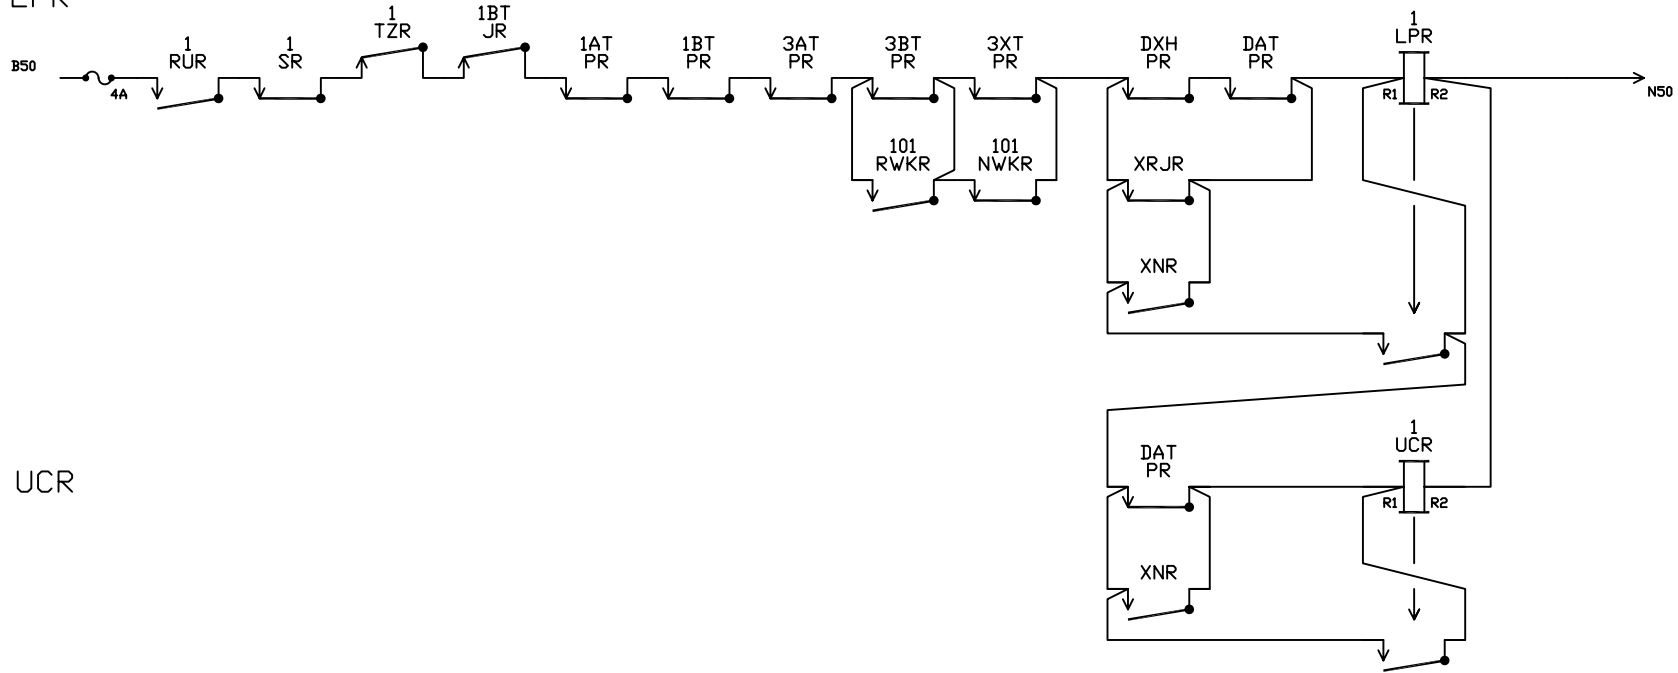 LPR
B50
4A
1
RUR
1
SR
1
TZR
1BT
JR
1AT
PR
1BT
PR
3AT
PR
3BT
PR
3XT
PR
DXH
PR
DAT
PR
1
LPR
R1
R2
N50
101
RWKR
101
NWKR
XRJR
XNR
UCR
DAT
PR
1
UCR
R1
R2
XNR